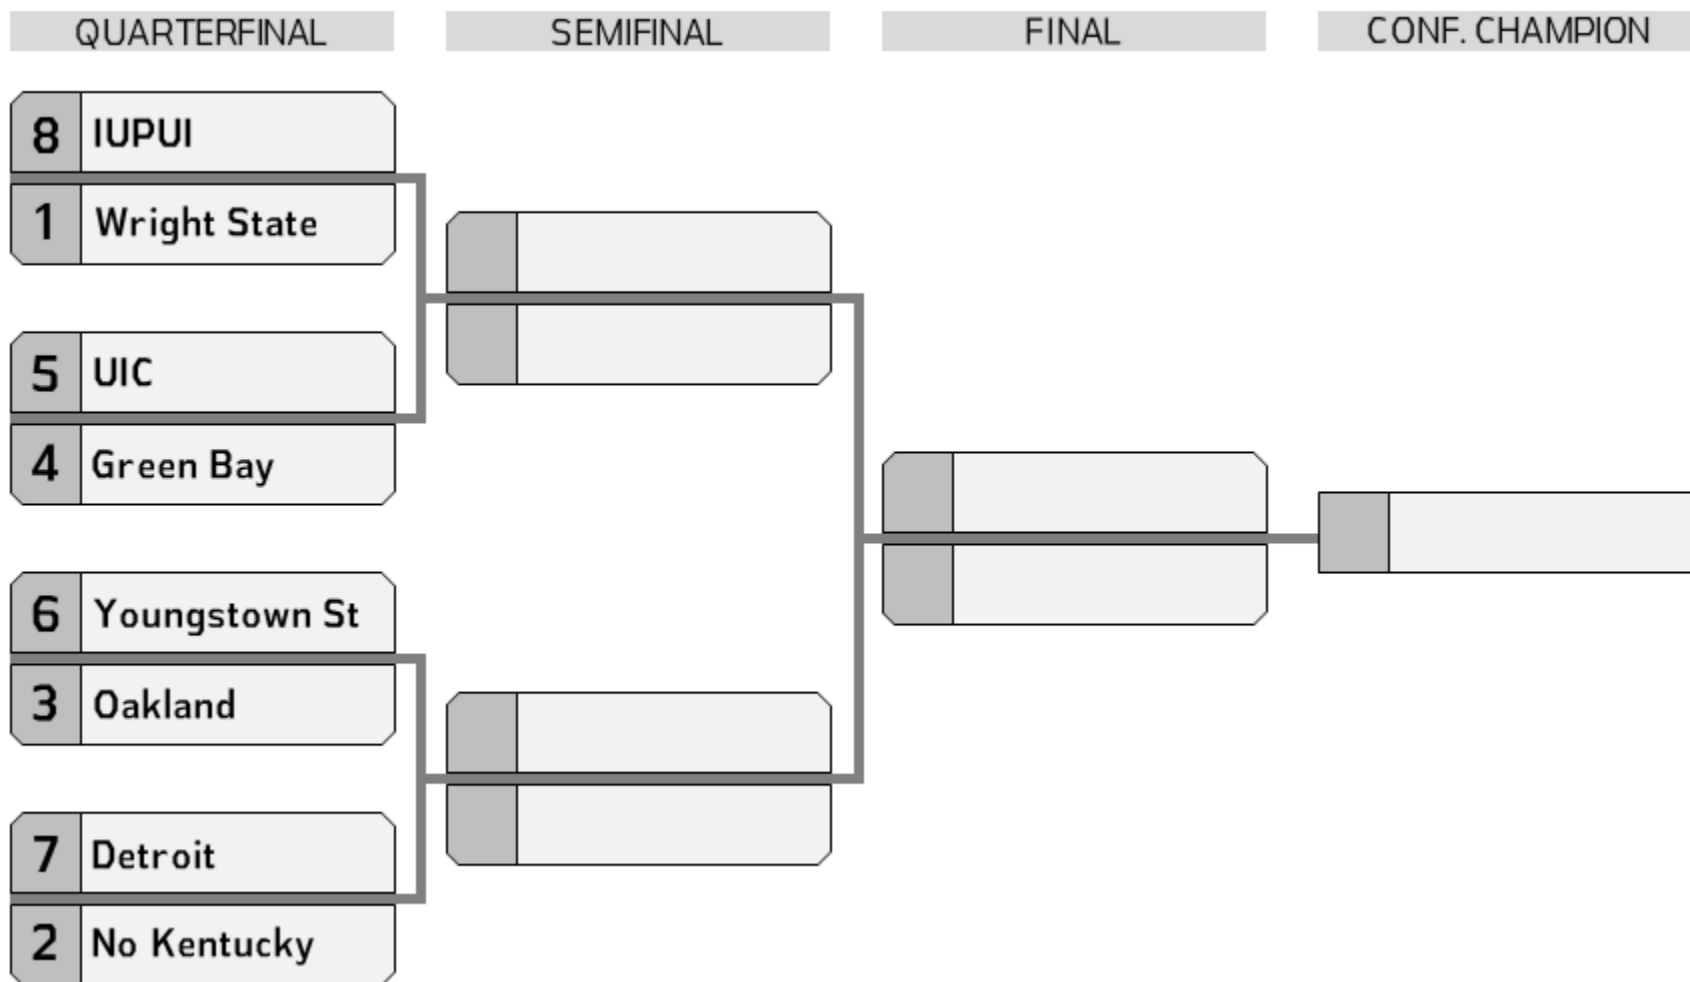 QUARTERFINAL SEMIFINAL FINAL CONF. CHAMPION
8 IUPUI
1 Wright State
5 UIC
4 Green Bay
6 Youngstown St
3 Oakland
7 Detroit
2 No Kentucky